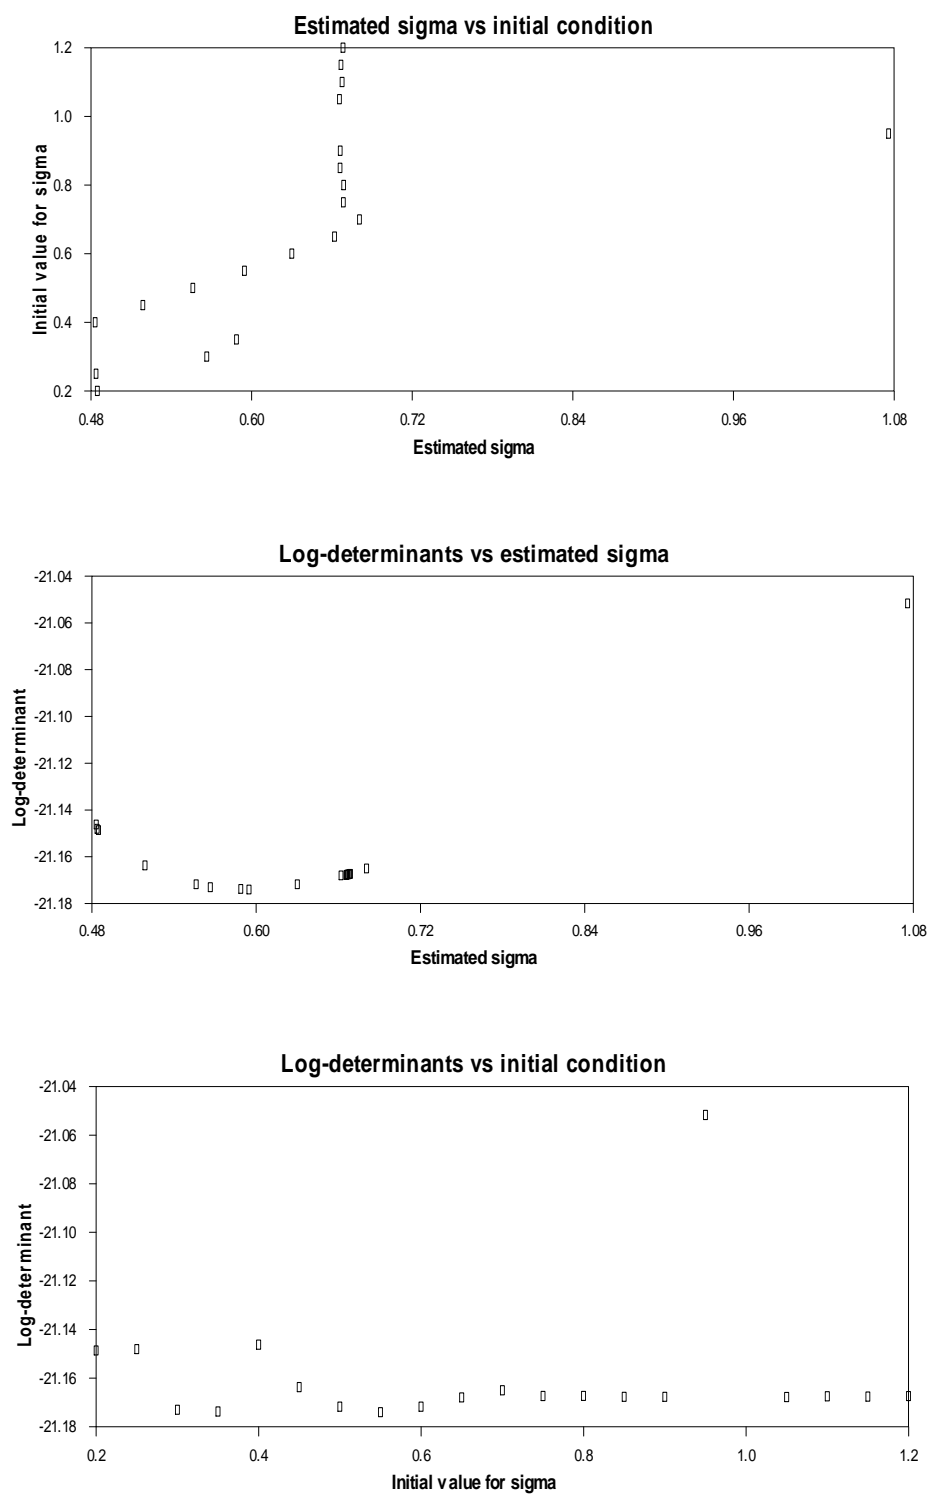 Estimated sigma vs initial condition
Initial value for sigma
1.2
1.0
0.8
0.6
0.4
0.2
0.48 0.60 0.72 0.84 0.96 1.08
Estimated sigma
Log-determinants vs estimated sigma
Log-determinant
-21.04
-21.06
-21.08
-21.10
-21.12
-21.14
-21.16
-21.18
0.48 0.60 0.72 0.84 0.96 1.08
Estimated sigma
Log-determinants vs initial condition
Log-determinant
-21.04
-21.06
-21.08
-21.10
-21.12
-21.14
-21.16
-21.18
0.2 0.4 0.6 0.8 1.0 1.2
Initial value for sigma